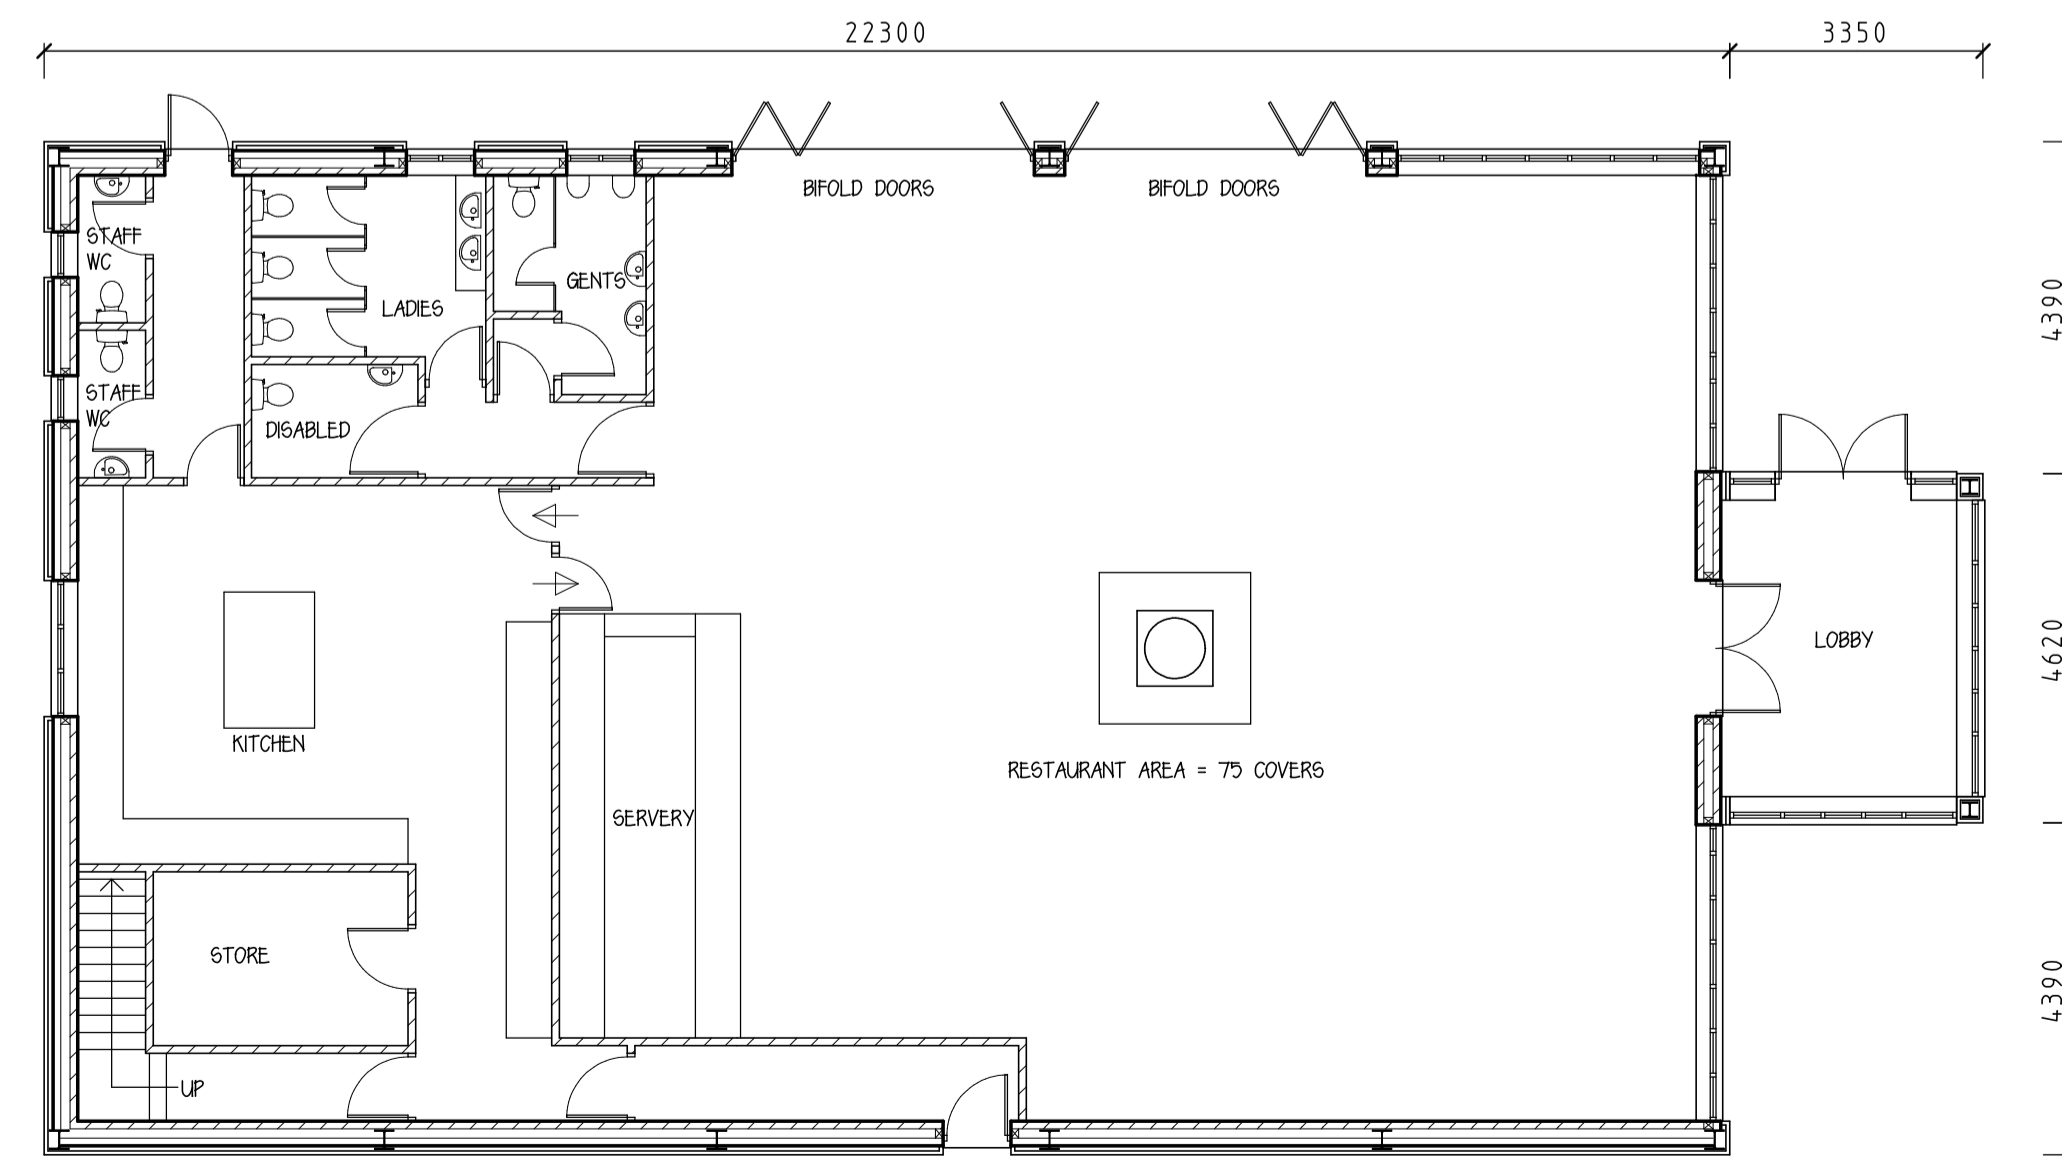 22300
3350
BIFOLD DOORS
BIFOLD DOORS
STAFF
WC
GENTS
LADIES
4390
STAFF
WC
DISABLED
LOBBY
4620
KITCHEN
RESTAURANT AREA = 75 COVERS
SERVERY
STORE
4390
UP